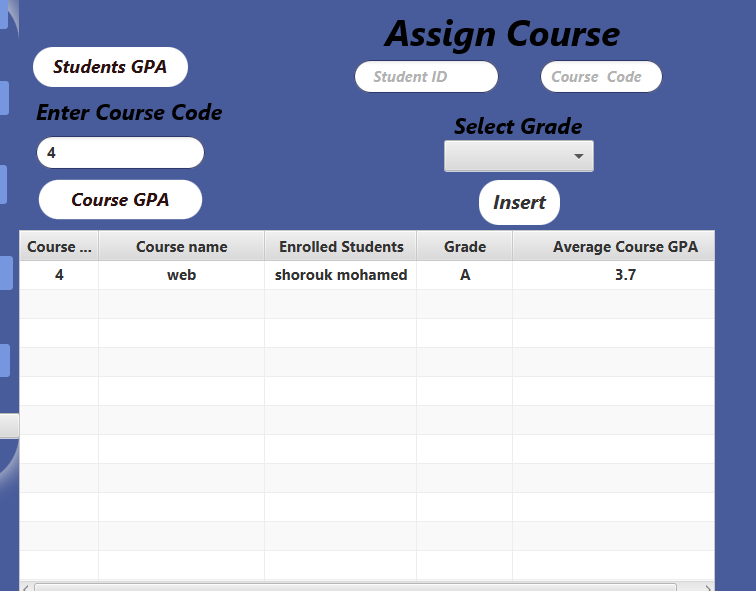 Assign Course
Students GPA
Student ID
Course Code
Enter Course Code
Select Grade
4
Course GPA
Insert
Course ... Course name Enrolled Students Grade Average Course GPA
4 web shorouk mohamed A 3.7